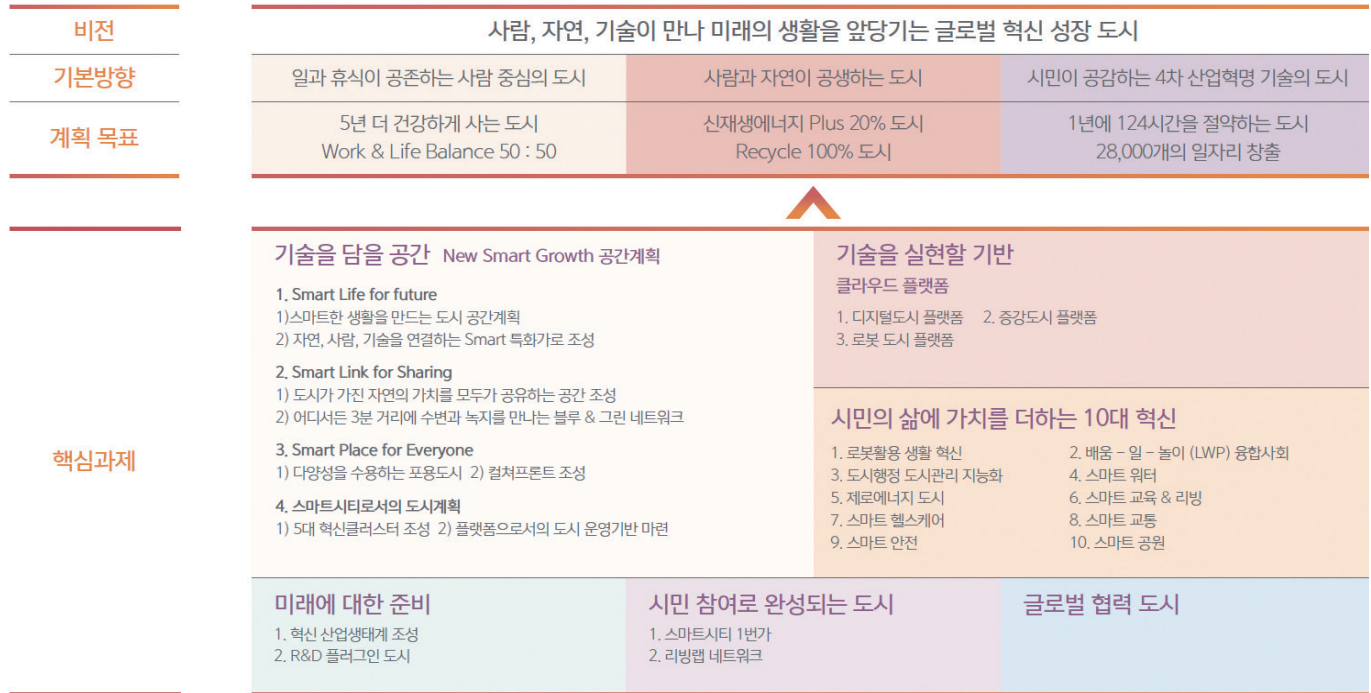 비전
사람, 자연, 기술이 만나 미래의 생활을 앞당기는 글로벌 혁신 성장 도시
기본방향
일과 휴식이 공존하는 사람 중심의 도시
사람과 자연이 공생하는 도시
시민이 공감하는 4차 산업혁명 기술의 도시
계획 목표
5년 더 건강하게 사는 도시
Work & Life Balance 50 : 50
신재생에너지 Plus 20% 도시
Recycle 100% 도시
1년에 124시간을 절약하는 도시
28,000개의 일자리 창출
핵심과제
기술을 담을 공간 New Smart Growth 공간계획
1. Smart Life for future
1)스마트한 생활을 만드는 도시 공간계획
2) 자연, 사람, 기술을 연결하는 Smart 특화가로 조성
2. Smart Link for Sharing
1) 도시가 가진 자연의 가치를 모두가 공유하는 공간 조성
2) 어디서든 3분 거리에 수변과 녹지를 만나는 블루 & 그린 네트워크
3. Smart Place for Everyone
1) 다양성을 수용하는 포용도시 2) 컬쳐프론트 조성
4. 스마트시티로서의 도시계획
1) 5대 혁신클러스터 조성 2) 플랫폼으로서의 도시 운영기반 마련
기술을 실현할 기반
클라우드 플랫폼
1. 디지털도시 플랫폼 2. 증강도시 플랫폼
3. 로봇 도시 플랫폼
시민의 삶에 가치를 더하는 10대 혁신
1. 로봇활용 생활 혁신 2. 배움 – 일 – 놀이 (LWP) 융합사회
3. 도시행정 도시관리 지능화 4. 스마트 워터
5. 제로에너지 도시 6. 스마트 교육 & 리빙
7. 스마트 헬스케어 8. 스마트 교통
9. 스마트 안전 10. 스마트 공원
미래에 대한 준비
1. 혁신 산업생태계 조성
2. R&D 플러그인 도시
시민 참여로 완성되는 도시
1. 스마트시티 1번가
2. 리빙랩 네트워크
글로벌 협력 도시